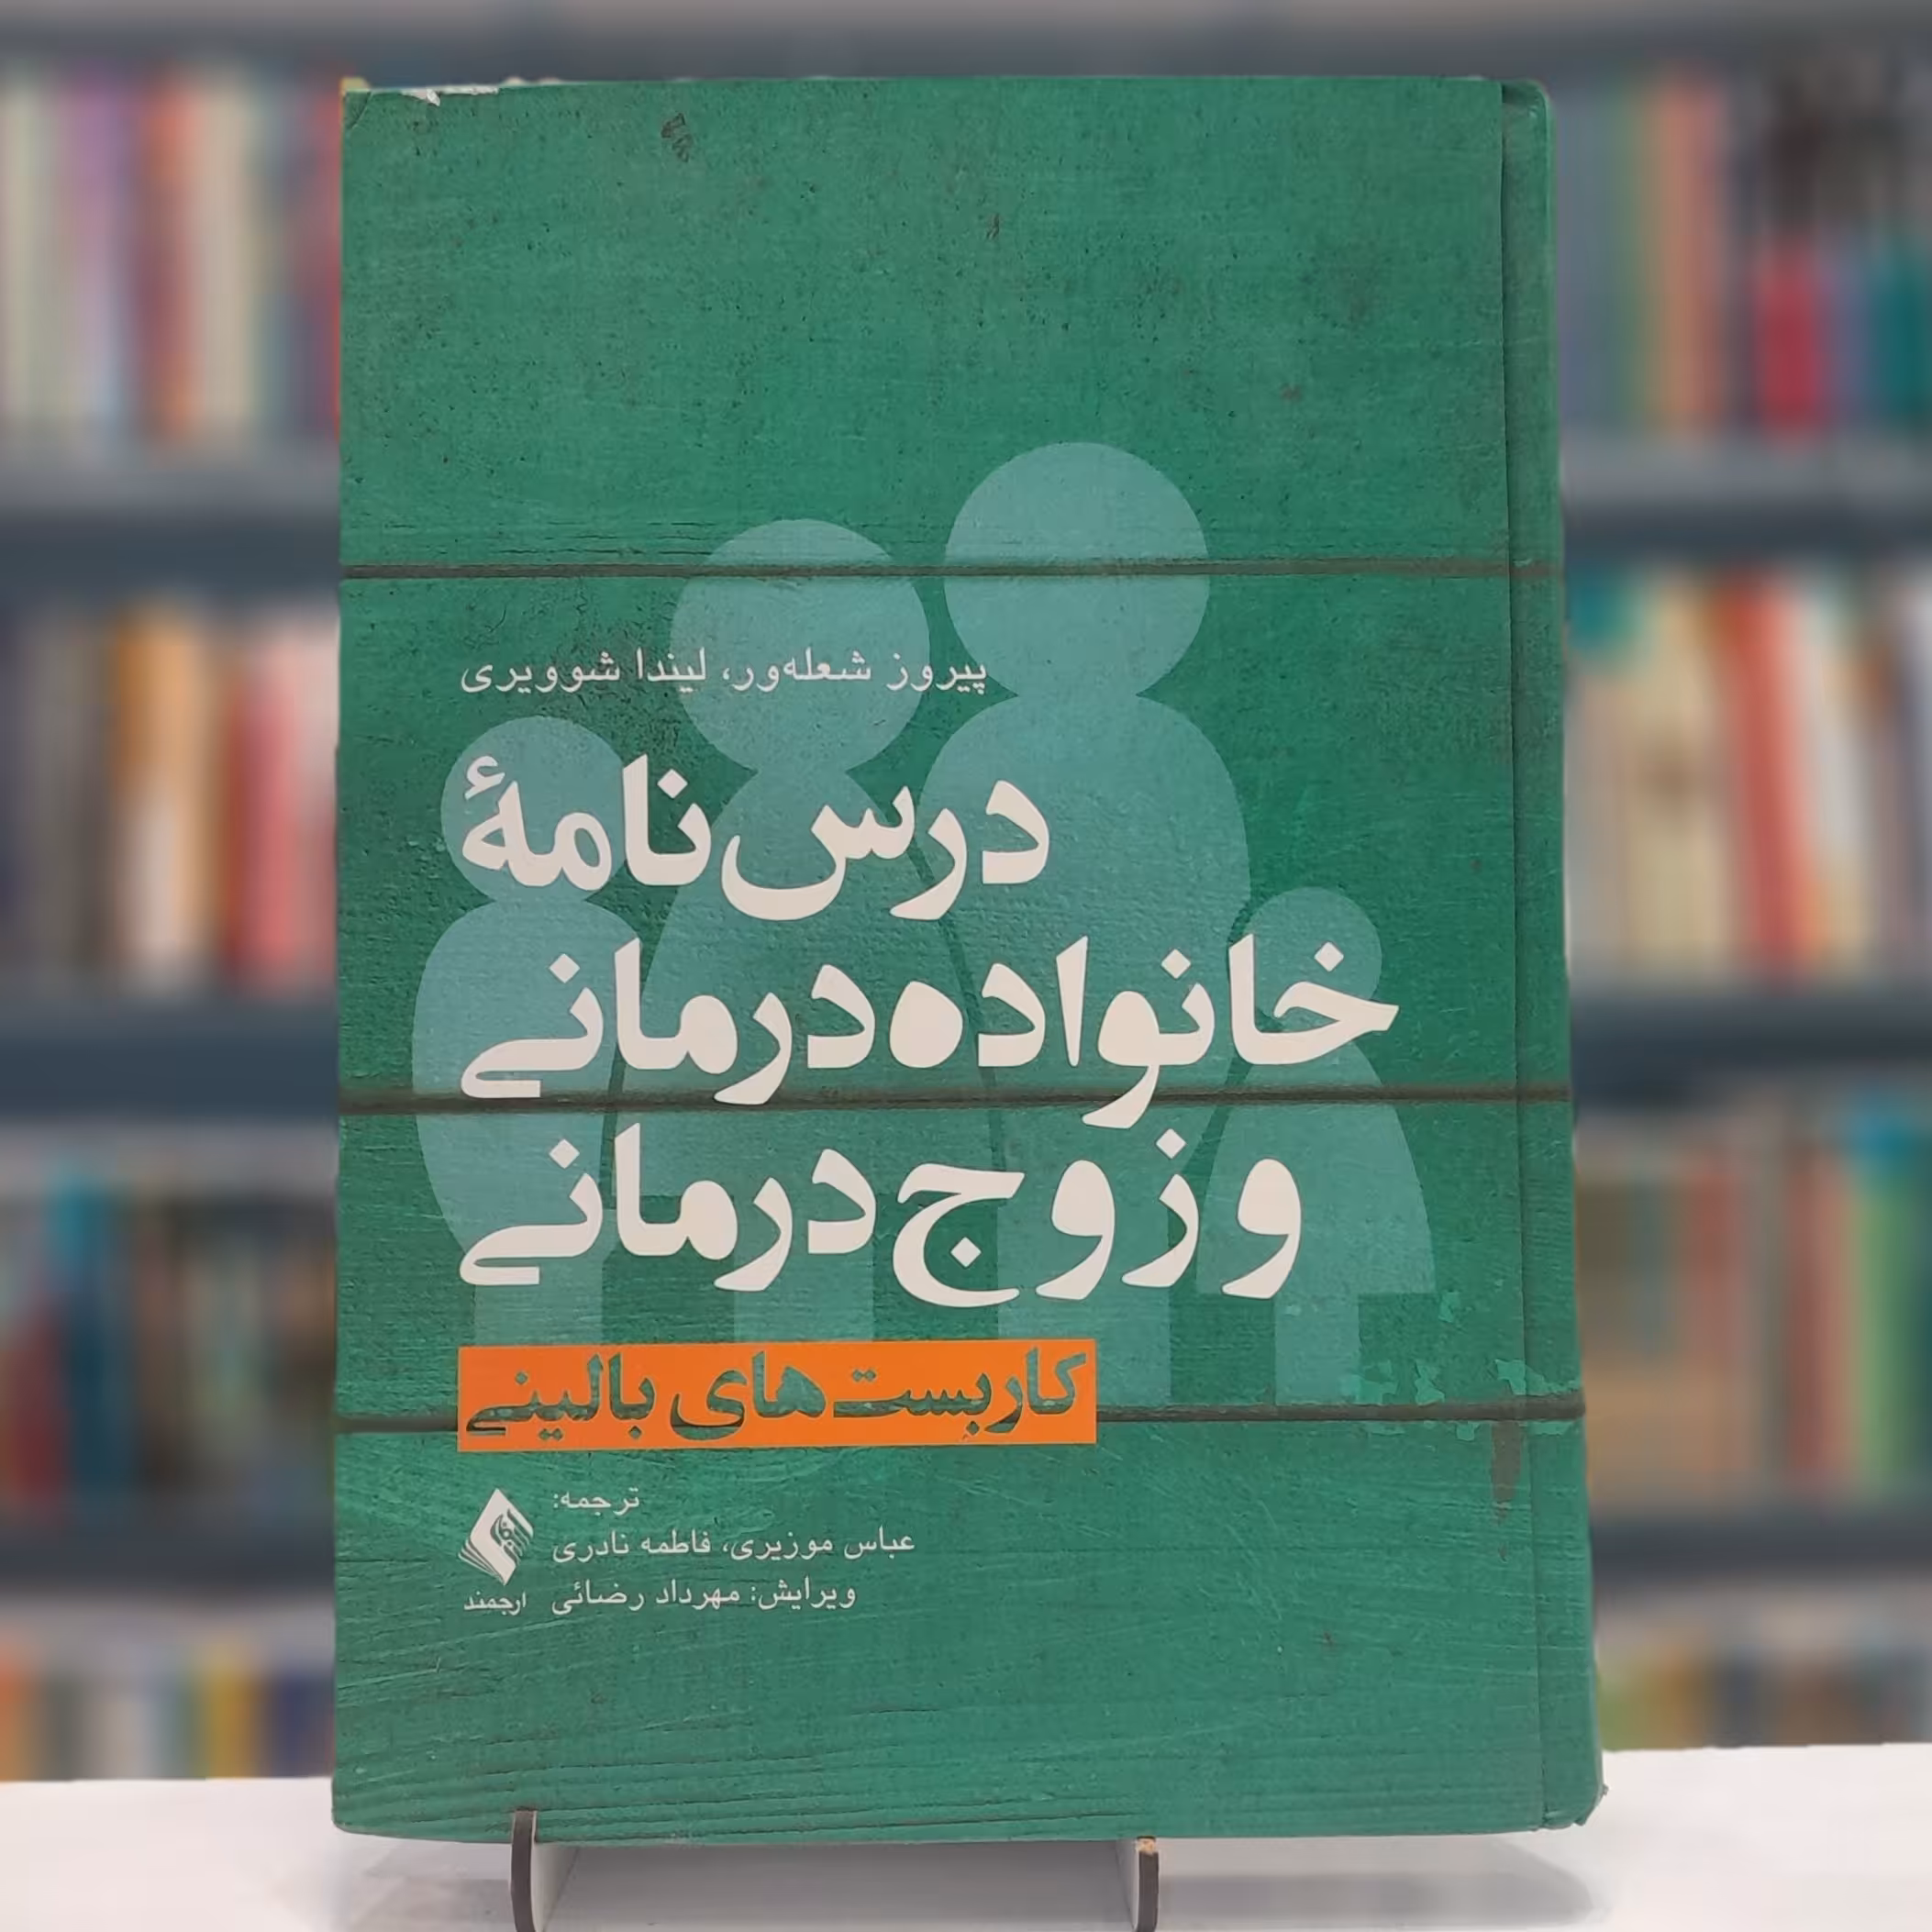 پیروز شعله‌ور، لیندا شوویری
درس‌نامهٔ
خانواده‌درمانی
و زوج‌درمانی
کاربست‌های بالینی
ترجمه:
عباس موزیری، فاطمه نادری
ویرایش: مهرداد رضائی
ارجمند